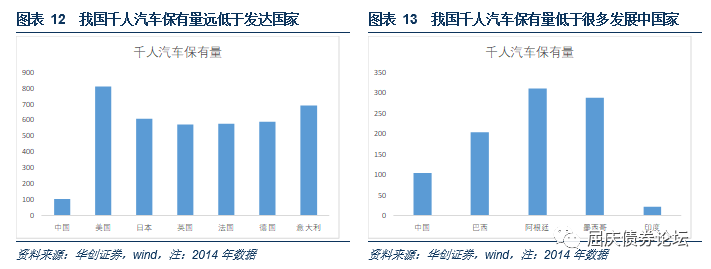 图表 12 我国千人汽车保有量远低于发达国家
千人汽车保有量
900
800
700
600
500
400
300
200
100
0
中国 美国 日本 英国 法国 德国 意大利
资料来源：华创证券，wind，注：2014 年数据
图表 13 我国千人汽车保有量低于很多发展中国家
千人汽车保有量
350
300
250
200
150
100
50
0
中国 巴西 阿根廷 墨西哥 印度
资料来源：华创证券，wind，注：2014 年数据
屈庆债券论坛